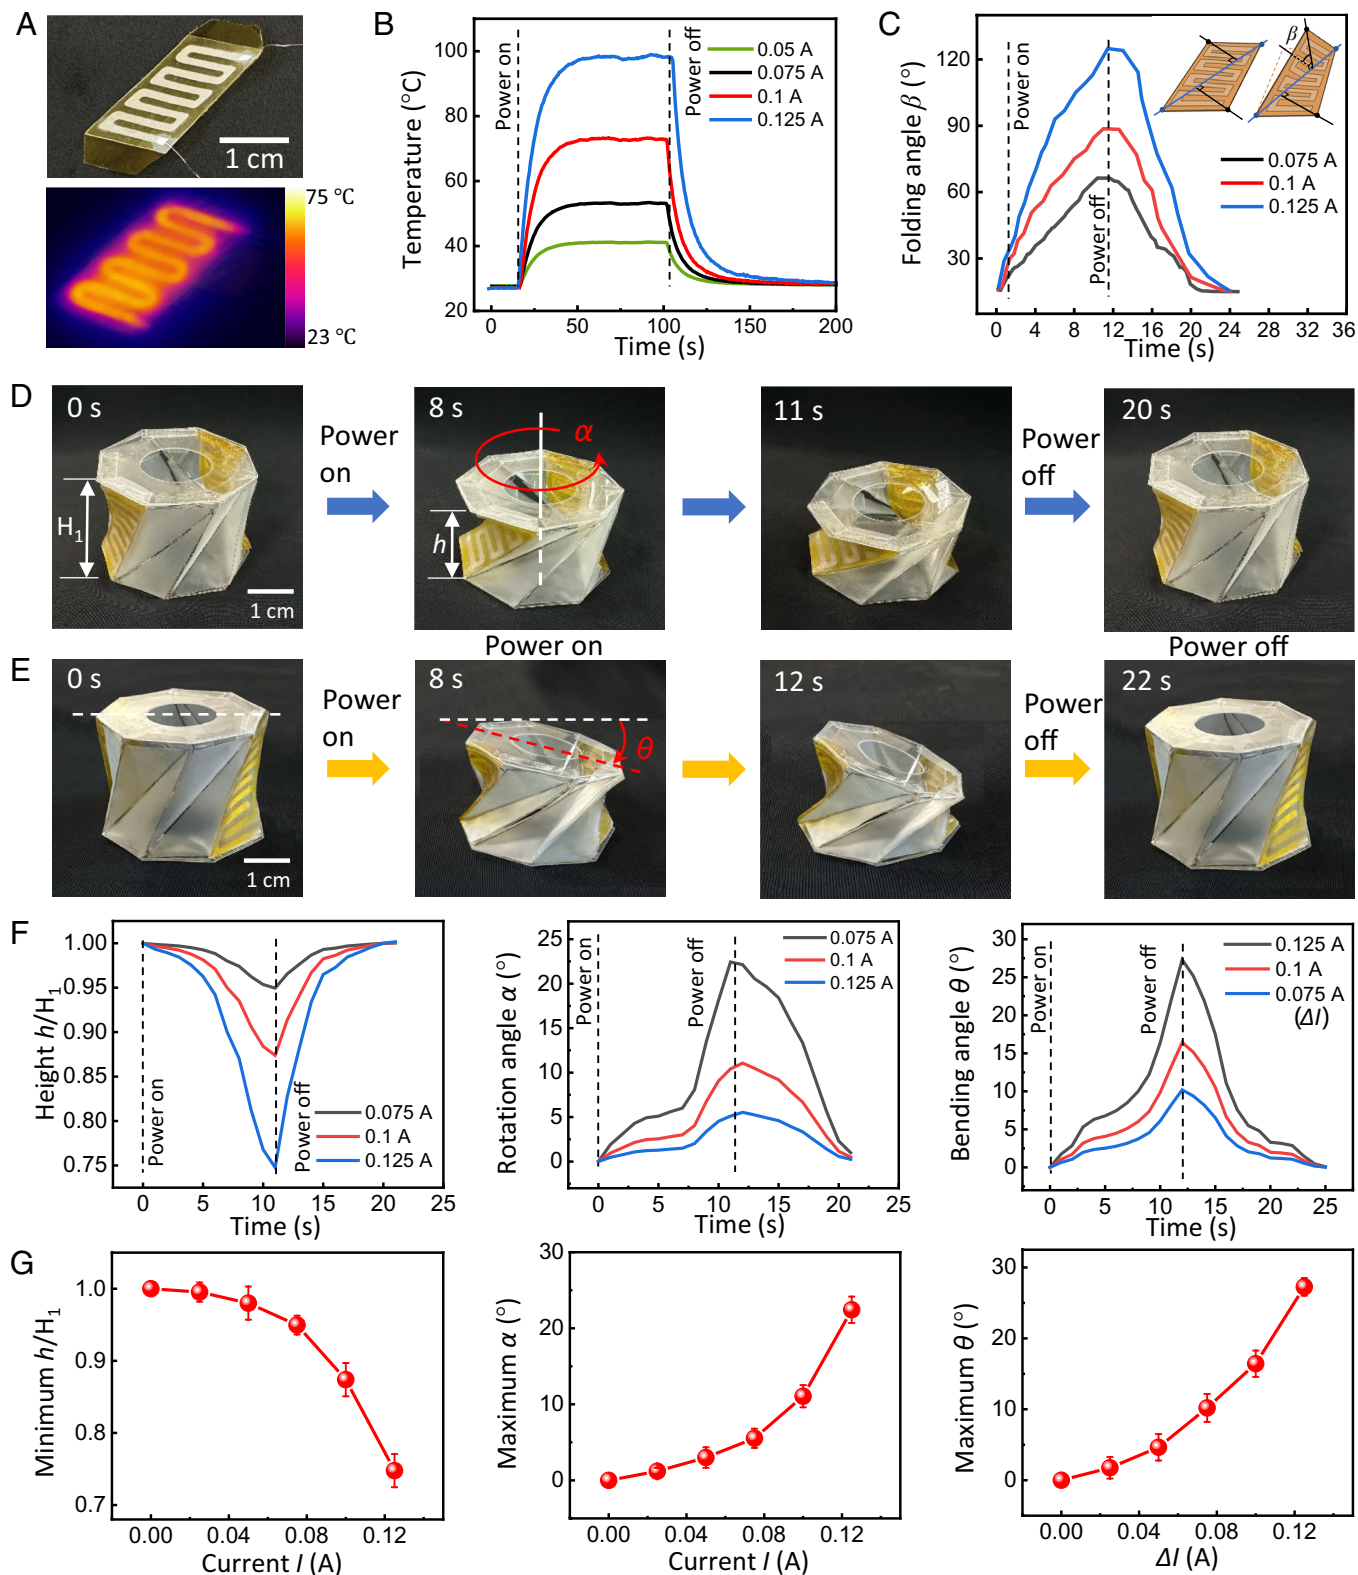 A
1 cm
75 ℃
23 ℃
B
Temperature (°C)
100
80
60
40
20
0
50
100
150
200
Time (s)
Power on
Power off
0.05 A
0.075 A
0.1 A
0.125 A
C
Folding angle β (°)
120
90
60
30
0
4
8
12
16
20
24
28
32
36
Time (s)
Power on
Power off
β
0.075 A
0.1 A
0.125 A
D
0 s
H1
1 cm
Power
on
8 s
α
h
11 s
Power
off
20 s
Power on
Power off
E
0 s
1 cm
Power
on
8 s
θ
12 s
Power
off
22 s
F
Height h/H1
1.00
0.95
0.90
0.85
0.80
0.75
0
5
10
15
20
25
Time (s)
Power on
Power off
0.075 A
0.1 A
0.125 A
Rotation angle α (°)
25
20
15
10
5
0
0
5
10
15
20
25
Time (s)
Power on
Power off
0.075 A
0.1 A
0.125 A
Bending angle θ (°)
30
25
20
15
10
5
0
0
5
10
15
20
25
Time (s)
Power on
Power off
0.125 A
0.1 A
0.075 A
(ΔI)
G
Minimum h/H1
1.0
0.9
0.8
0.7
0.00
0.04
0.08
0.12
Current I (A)
Maximum α (°)
30
20
10
0
0.00
0.04
0.08
0.12
Current I (A)
Maximum θ (°)
30
20
10
0
0.00
0.04
0.08
0.12
ΔI (A)